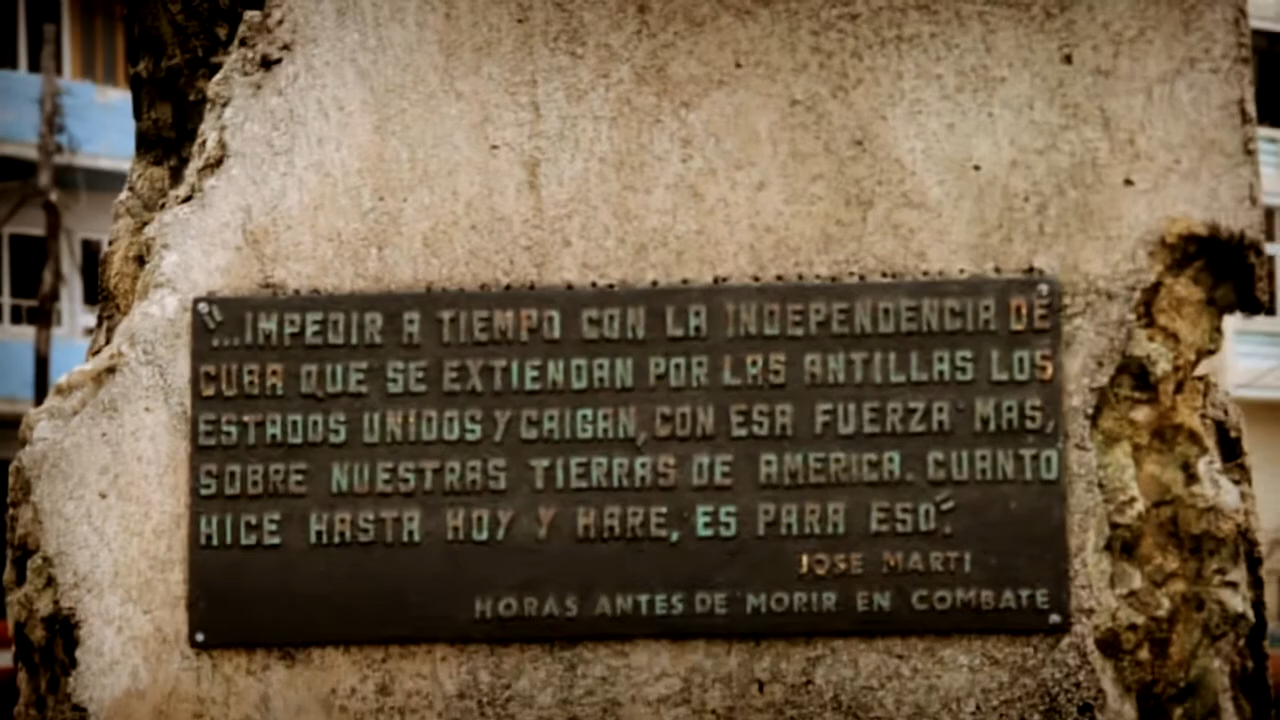 "...IMPEDIR A TIEMPO CON LA INDEPENDENCIA DE
CUBA QUE SE EXTIENDAN POR LAS ANTILLAS LOS
ESTADOS UNIDOS Y CAIGAN, CON ESA FUERZA MAS,
SOBRE NUESTRAS TIERRAS DE AMERICA. CUANTO
HICE HASTA HOY Y HARE, ES PARA ESO".
JOSE MARTI
HORAS ANTES DE MORIR EN COMBATE